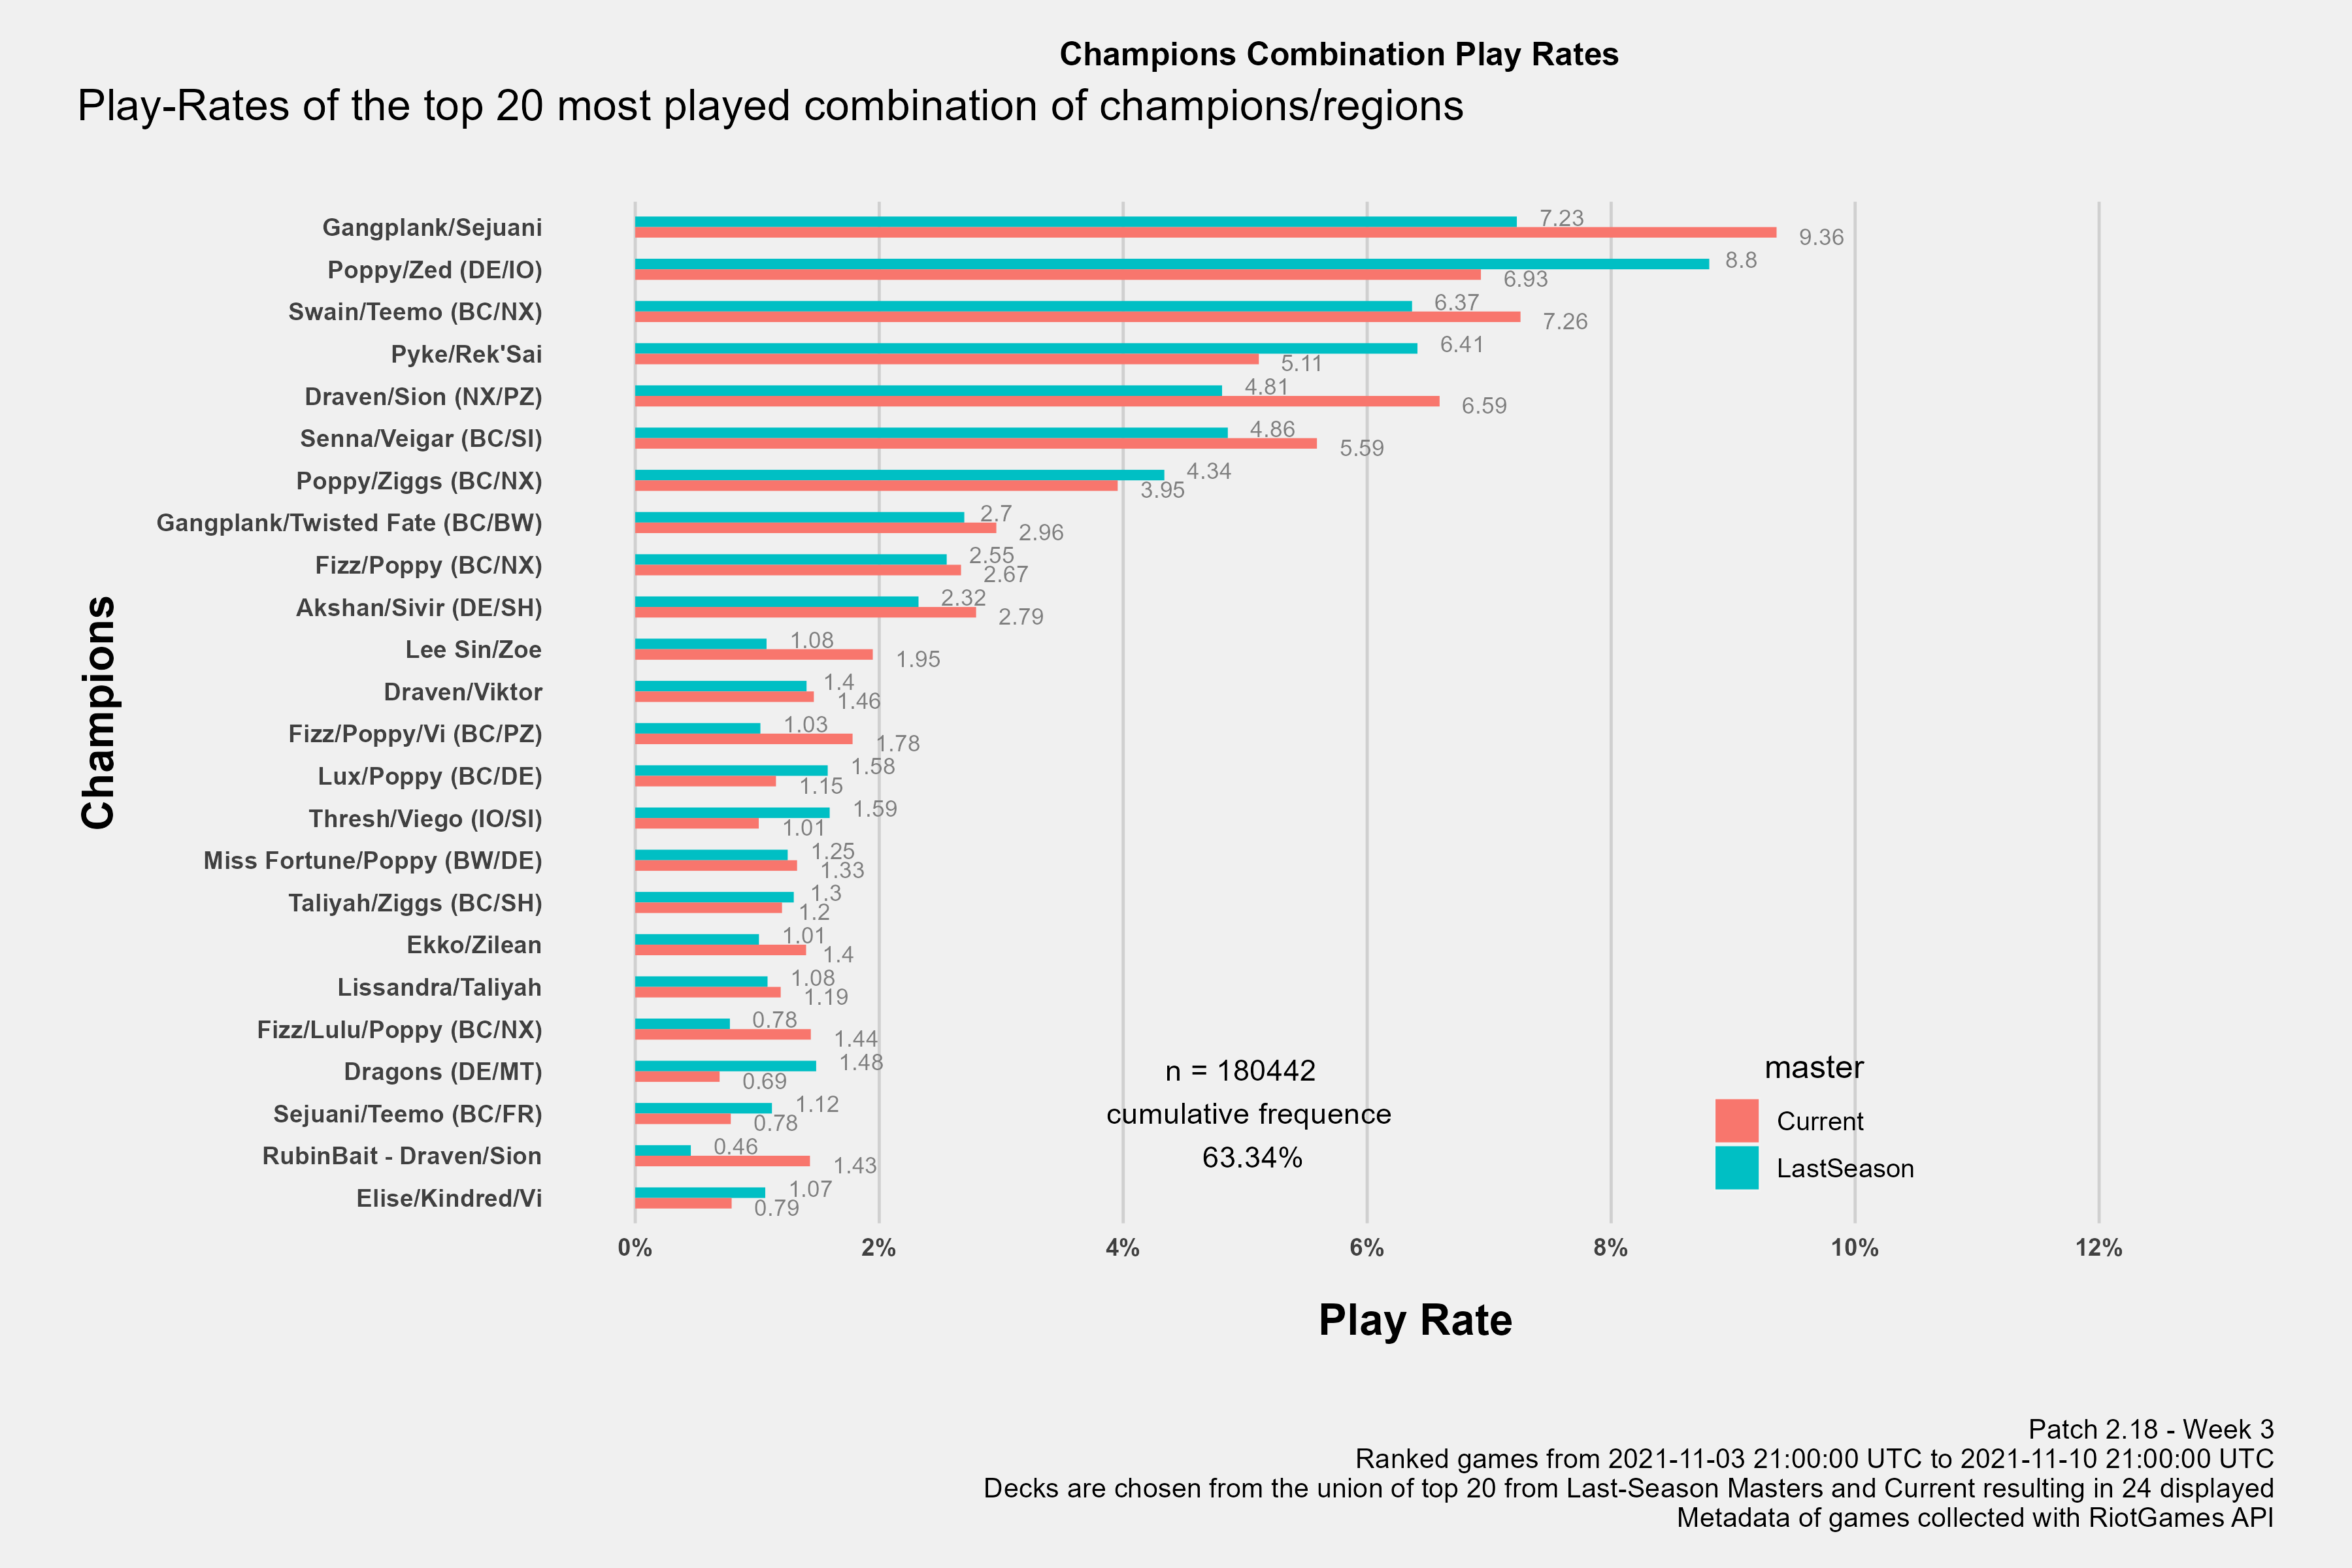 Champions Combination Play Rates
Play-Rates of the top 20 most played combination of champions/regions
Champions
Gangplank/Sejuani 7.23 9.36
Poppy/Zed (DE/IO) 8.8 6.93
Swain/Teemo (BC/NX) 6.37 7.26
Pyke/Rek'Sai 6.41 5.11
Draven/Sion (NX/PZ) 4.81 6.59
Senna/Veigar (BC/SI) 4.86 5.59
Poppy/Ziggs (BC/NX) 4.34 3.95
Gangplank/Twisted Fate (BC/BW) 2.7 2.96
Fizz/Poppy (BC/NX) 2.55 2.67
Akshan/Sivir (DE/SH) 2.32 2.79
Lee Sin/Zoe 1.08 1.95
Draven/Viktor 1.4 1.46
Fizz/Poppy/Vi (BC/PZ) 1.03 1.78
Lux/Poppy (BC/DE) 1.58 1.15
Thresh/Viego (IO/SI) 1.59 1.01
Miss Fortune/Poppy (BW/DE) 1.25 1.33
Taliyah/Ziggs (BC/SH) 1.3 1.2
Ekko/Zilean 1.01 1.4
Lissandra/Taliyah 1.08 1.19
Fizz/Lulu/Poppy (BC/NX) 0.78 1.44
Dragons (DE/MT) 1.48 0.69
Sejuani/Teemo (BC/FR) 1.12 0.78
RubinBait - Draven/Sion 0.46 1.43
Elise/Kindred/Vi 1.07 0.79
n = 180442
cumulative frequence
63.34%
master
Current
LastSeason
0% 2% 4% 6% 8% 10% 12%
Play Rate
Patch 2.18 - Week 3
Ranked games from 2021-11-03 21:00:00 UTC to 2021-11-10 21:00:00 UTC
Decks are chosen from the union of top 20 from Last-Season Masters and Current resulting in 24 displayed
Metadata of games collected with RiotGames API